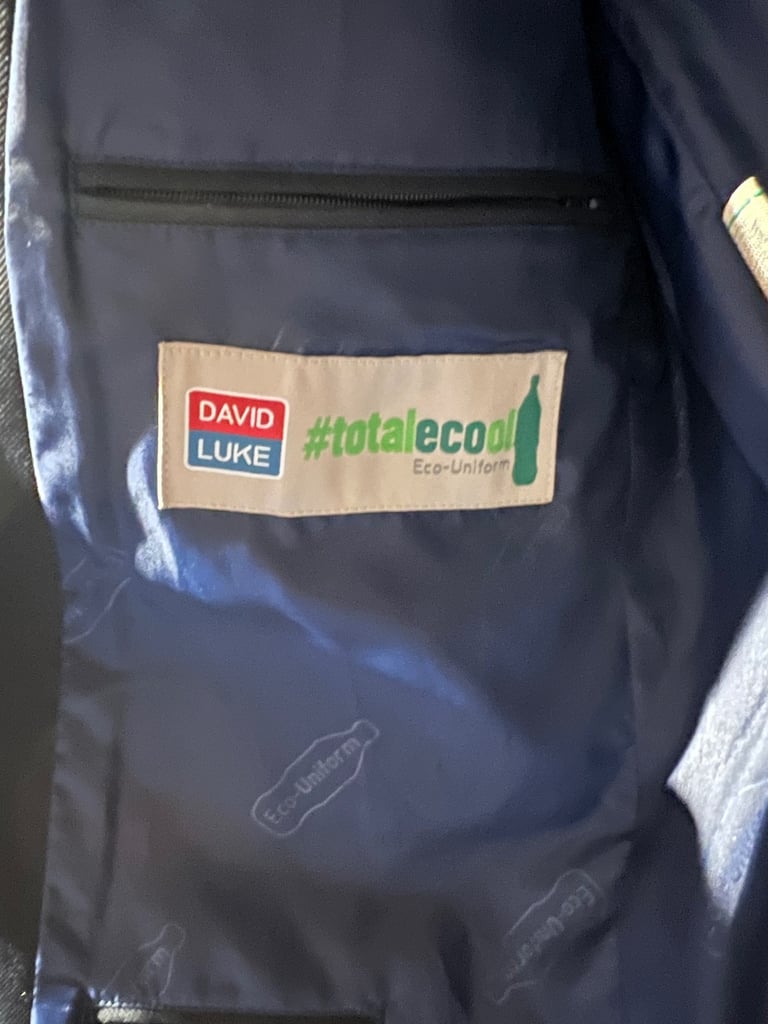 DAVID
LUKE
#totalecool
Eco-Uniform
Eco-Uniform
Eco-Uniform